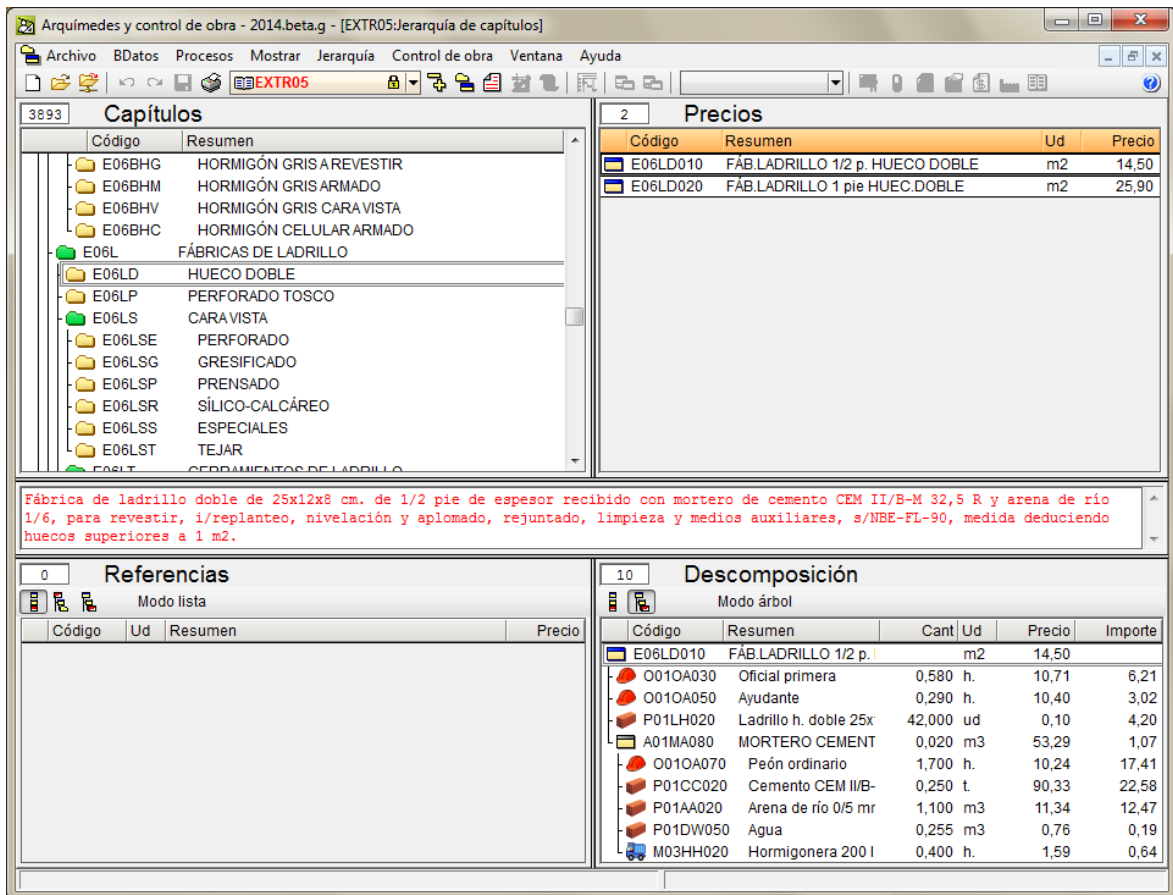 Arquímedes y control de obra - 2014.beta.g - [EXTR05:Jerarquía de capítulos]
Archivo BDatos Procesos Mostrar Jerarquía Control de obra Ventana Ayuda
EXTR05
3893 Capítulos
Código Resumen
E06BHG HORMIGÓN GRIS A REVESTIR
E06BHM HORMIGÓN GRIS ARMADO
E06BHV HORMIGÓN GRIS CARA VISTA
E06BHC HORMIGÓN CELULAR ARMADO
E06L FÁBRICAS DE LADRILLO
E06LD HUECO DOBLE
E06LP PERFORADO TOSCO
E06LS CARA VISTA
E06LSE PERFORADO
E06LSG GRESIFICADO
E06LSP PRENSADO
E06LSR SÍLICO-CALCÁREO
E06LSS ESPECIALES
E06LST TEJAR
E06LT CERRAMIENTOS DE LADRILLO
2 Precios
Código Resumen Ud Precio
E06LD010 FÁB.LADRILLO 1/2 p. HUECO DOBLE m2 14,50
E06LD020 FÁB.LADRILLO 1 pie HUEC.DOBLE m2 25,90
Fábrica de ladrillo doble de 25x12x8 cm. de 1/2 pie de espesor recibido con mortero de cemento CEM II/B-M 32,5 R y arena de río
1/6, para revestir, i/replanteo, nivelación y aplomado, rejuntado, limpieza y medios auxiliares, s/NBE-FL-90, medida deduciendo
huecos superiores a 1 m2.
0 Referencias
Modo lista
Código Ud Resumen Precio
10 Descomposición
Modo árbol
Código Resumen Cant Ud Precio Importe
E06LD010 FÁB.LADRILLO 1/2 p. m2 14,50
O01OA030 Oficial primera 0,580 h. 10,71 6,21
O01OA050 Ayudante 0,290 h. 10,40 3,02
P01LH020 Ladrillo h. doble 25x 42,000 ud 0,10 4,20
A01MA080 MORTERO CEMENT 0,020 m3 53,29 1,07
O01OA070 Peón ordinario 1,700 h. 10,24 17,41
P01CC020 Cemento CEM II/B- 0,250 t. 90,33 22,58
P01AA020 Arena de río 0/5 mr 1,100 m3 11,34 12,47
P01DW050 Agua 0,255 m3 0,76 0,19
M03HH020 Hormigonera 200 l 0,400 h. 1,59 0,64